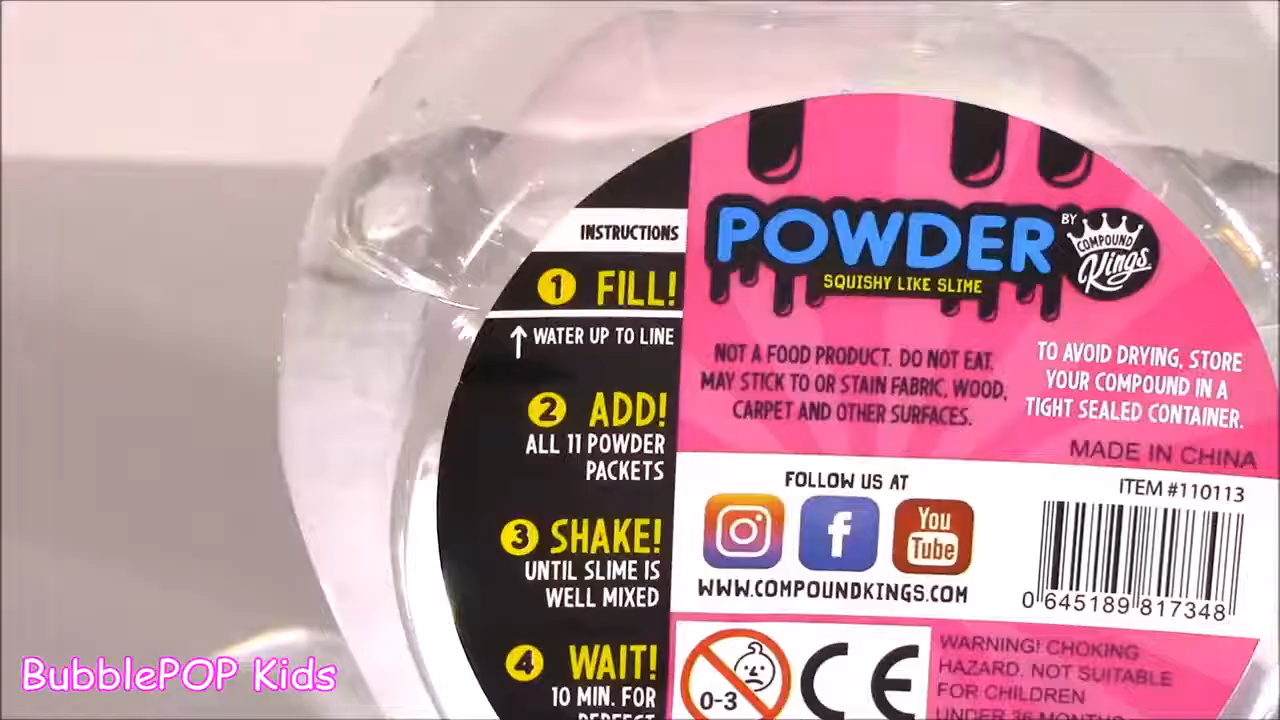 INSTRUCTIONS
1 FILL!
WATER UP TO LINE
2 ADD!
ALL 11 POWDER
PACKETS
3 SHAKE!
UNTIL SLIME IS
WELL MIXED
4 WAIT!
10 MIN. FOR
PERFECT
POWDER
BY
COMPOUND
Kings
SQUISHY LIKE SLIME
NOT A FOOD PRODUCT. DO NOT EAT.
MAY STICK TO OR STAIN FABRIC, WOOD,
CARPET AND OTHER SURFACES.
TO AVOID DRYING, STORE
YOUR COMPOUND IN A
TIGHT SEALED CONTAINER.
MADE IN CHINA
FOLLOW US AT
You
Tube
WWW.COMPOUNDKINGS.COM
ITEM #110113
0 645189 817348
0-3
CE
WARNING! CHOKING
HAZARD. NOT SUITABLE
FOR CHILDREN
UNDER 36 MONTHS
BubblePOP Kids